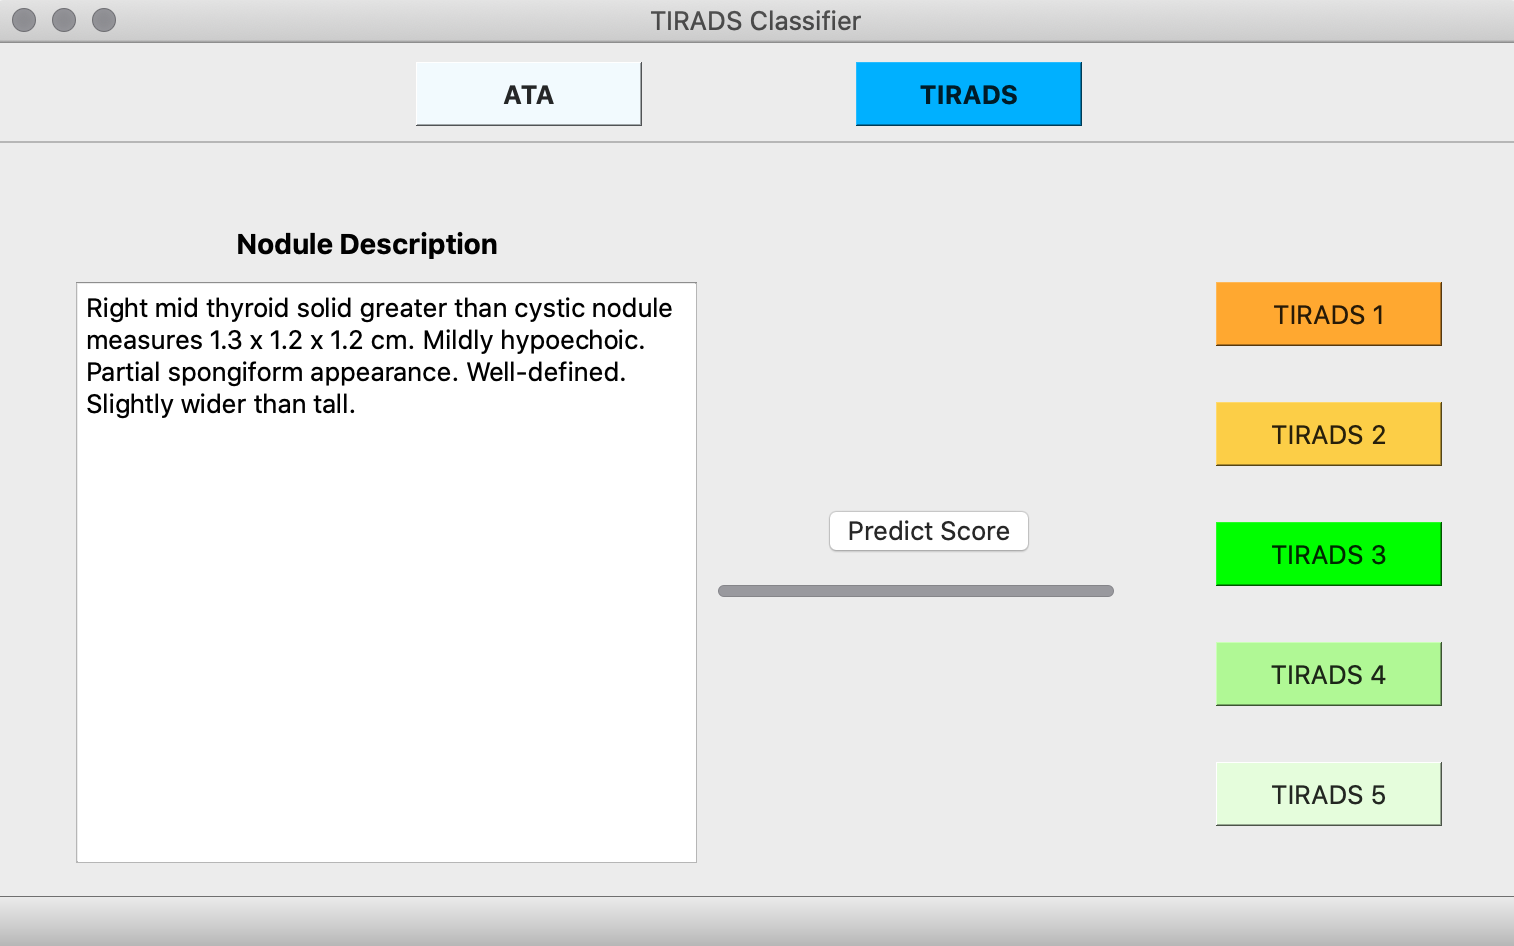 TIRADS Classifier
ATA
TIRADS
Nodule Description
Right mid thyroid solid greater than cystic nodule
measures 1.3 x 1.2 x 1.2 cm. Mildly hypoechoic.
Partial spongiform appearance. Well-defined.
Slightly wider than tall.
Predict Score
TIRADS 1
TIRADS 2
TIRADS 3
TIRADS 4
TIRADS 5